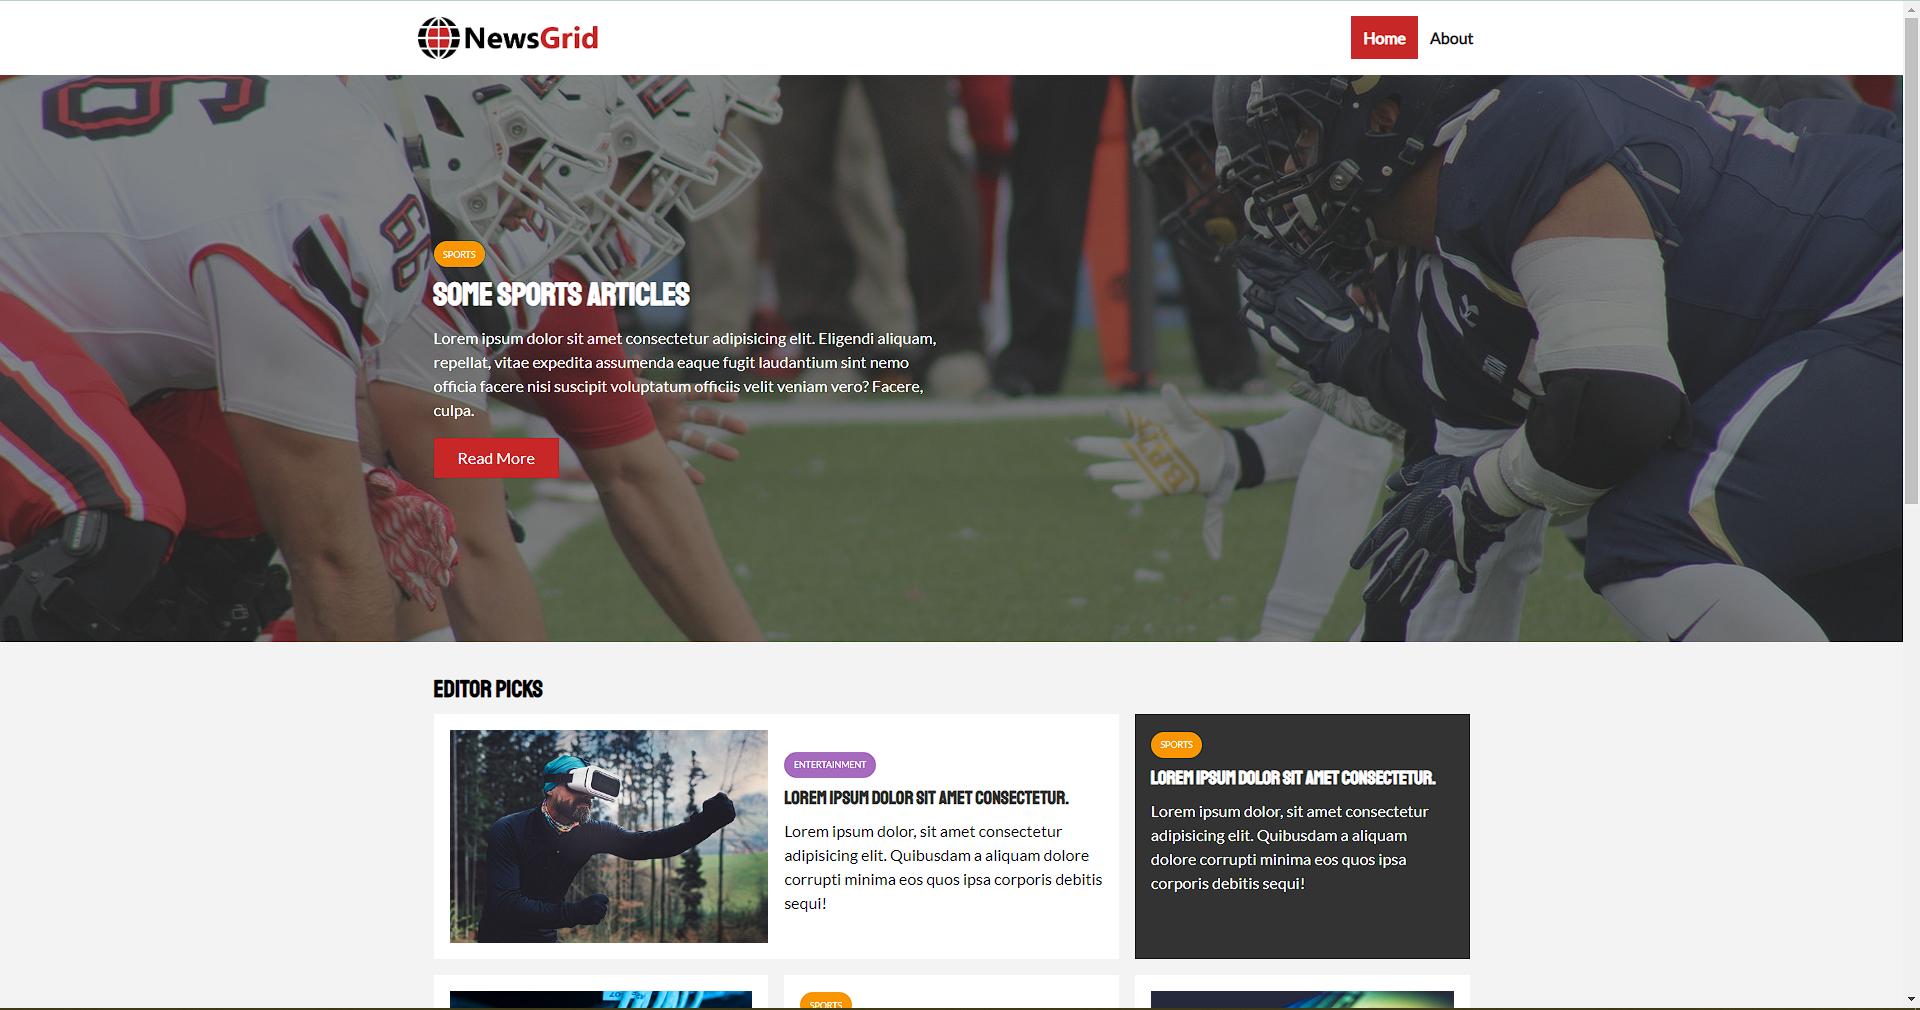 NewsGrid
Home
About
SPORTS
SOME SPORTS ARTICLES
Lorem ipsum dolor sit amet consectetur adipisicing elit. Eligendi aliquam,
repellat, vitae expedita assumenda eaque fugit laudantium sint nemo
officia facere nisi suscipit voluptatum officiis velit veniam vero? Facere,
culpa.
Read More
EDITOR PICKS
ENTERTAINMENT
LOREM IPSUM DOLOR SIT AMET CONSECTETUR.
Lorem ipsum dolor, sit amet consectetur
adipisicing elit. Quibusdam a aliquam dolore
corrupti minima eos quos ipsa corporis debitis
sequi!
SPORTS
LOREM IPSUM DOLOR SIT AMET CONSECTETUR.
Lorem ipsum dolor, sit amet consectetur
adipisicing elit. Quibusdam a aliquam
dolore corrupti minima eos quos ipsa
corporis debitis sequi!
SPORTS